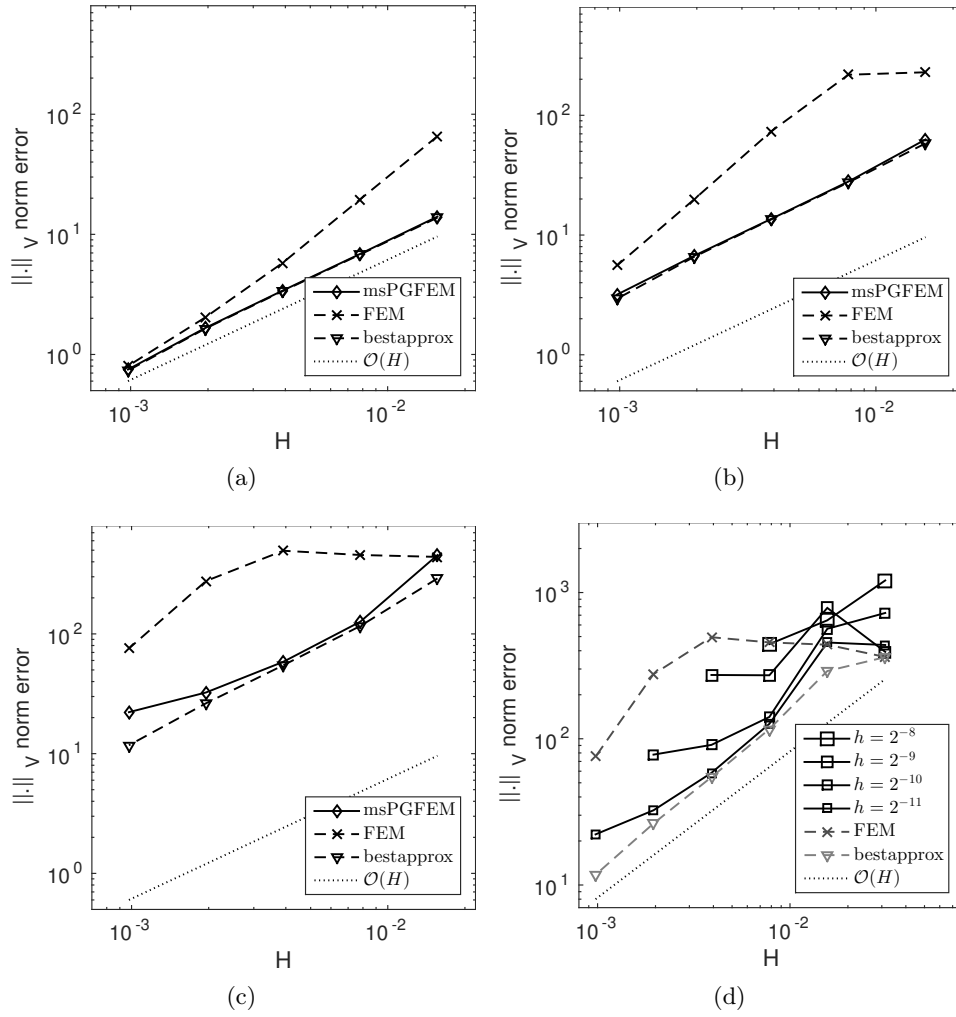 ||.||_V norm error
10^2
10^1
10^0
10^-3
10^-2
H
msPGFEM
FEM
bestapprox
O(H)
(a)
||.||_V norm error
10^2
10^1
10^0
10^-3
10^-2
H
msPGFEM
FEM
bestapprox
O(H)
(b)
||.||_V norm error
10^2
10^1
10^0
10^-3
10^-2
H
msPGFEM
FEM
bestapprox
O(H)
(c)
||.||_V norm error
10^3
10^2
10^1
10^-3
10^-2
H
h = 2^-8
h = 2^-9
h = 2^-10
h = 2^-11
FEM
bestapprox
O(H)
(d)